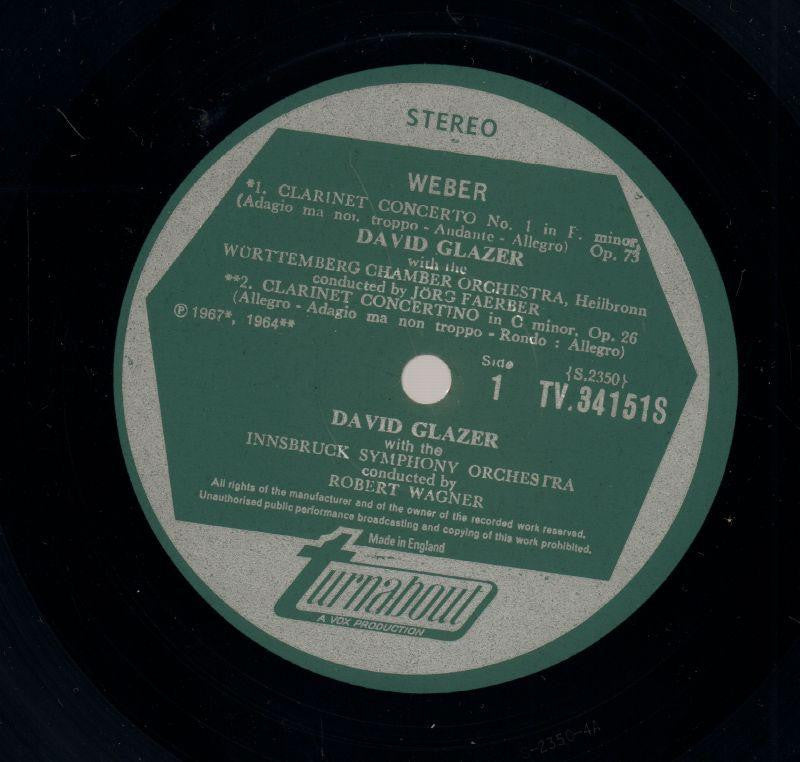 STEREO
WEBER
*1. CLARINET CONCERTO No. 1 in F. minor,
(Adagio ma non troppo - Andante - Allegro) Op. 73
DAVID GLAZER
with the
WÜRTTEMBERG CHAMBER ORCHESTRA, Heilbronn
conducted by JÖRG FAERBER
**2. CLARINET CONCERTINO in C minor, Op. 26
(Allegro - Adagio ma non troppo - Rondo : Allegro)
℗ 1967*, 1964**
Side
1
{S.2350}
TV.34151S
DAVID GLAZER
with the
INNSBRUCK SYMPHONY ORCHESTRA
conducted by
ROBERT WAGNER
All rights of the manufacturer and of the owner of the recorded work reserved.
Unauthorised public performance broadcasting and copying of this work prohibited.
Made in England
turnabout
A VOX PRODUCTION
-2350-4A